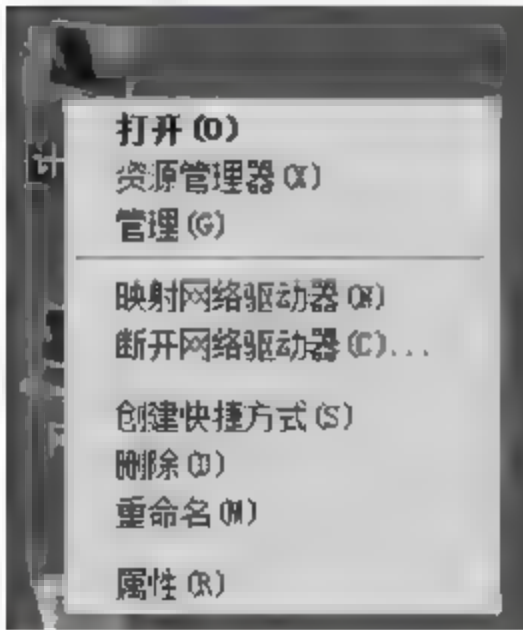 计
打开(O)
资源管理器(X)
管理(G)
映射网络驱动器(N)
断开网络驱动器(C)...
创建快捷方式(S)
删除(D)
重命名(M)
属性(R)